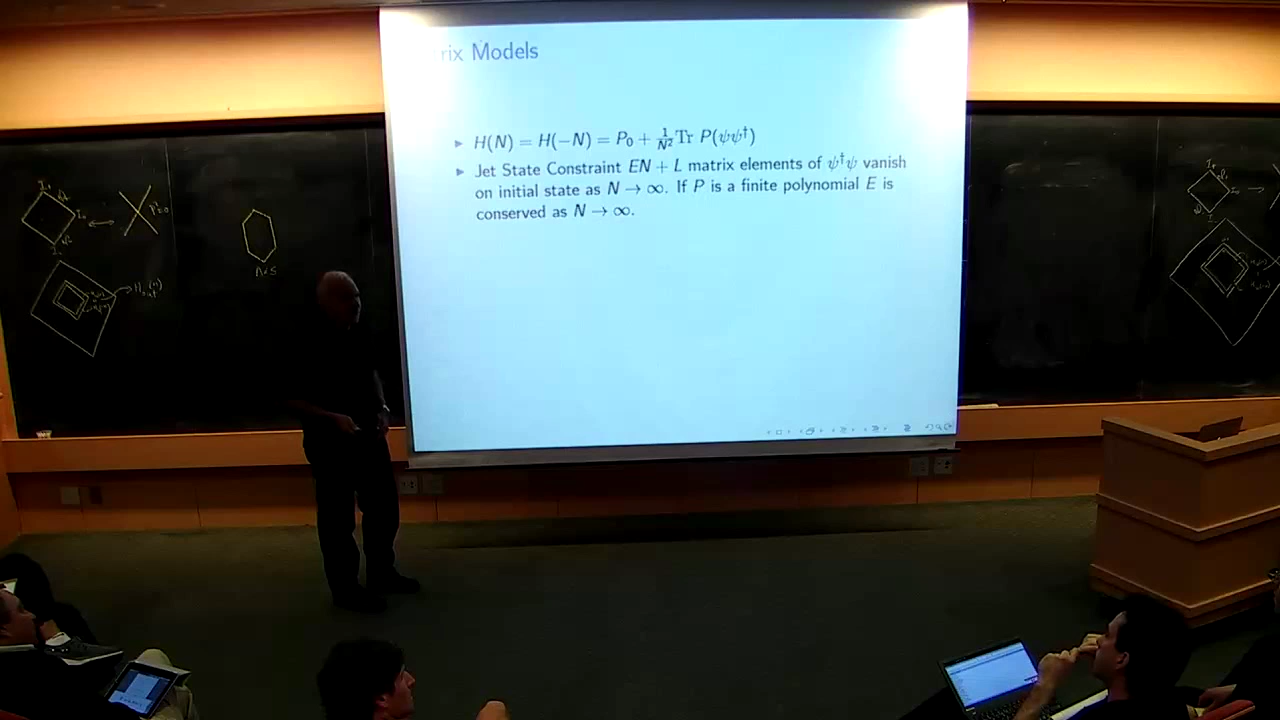 rix Models
▸ H(N) = H(−N) = P₀ + 1/N² Tr P(ψψ†)
▸ Jet State Constraint EN + L matrix elements of ψ†ψ vanish
on initial state as N → ∞. If P is a finite polynomial E is
conserved as N → ∞.
AdS